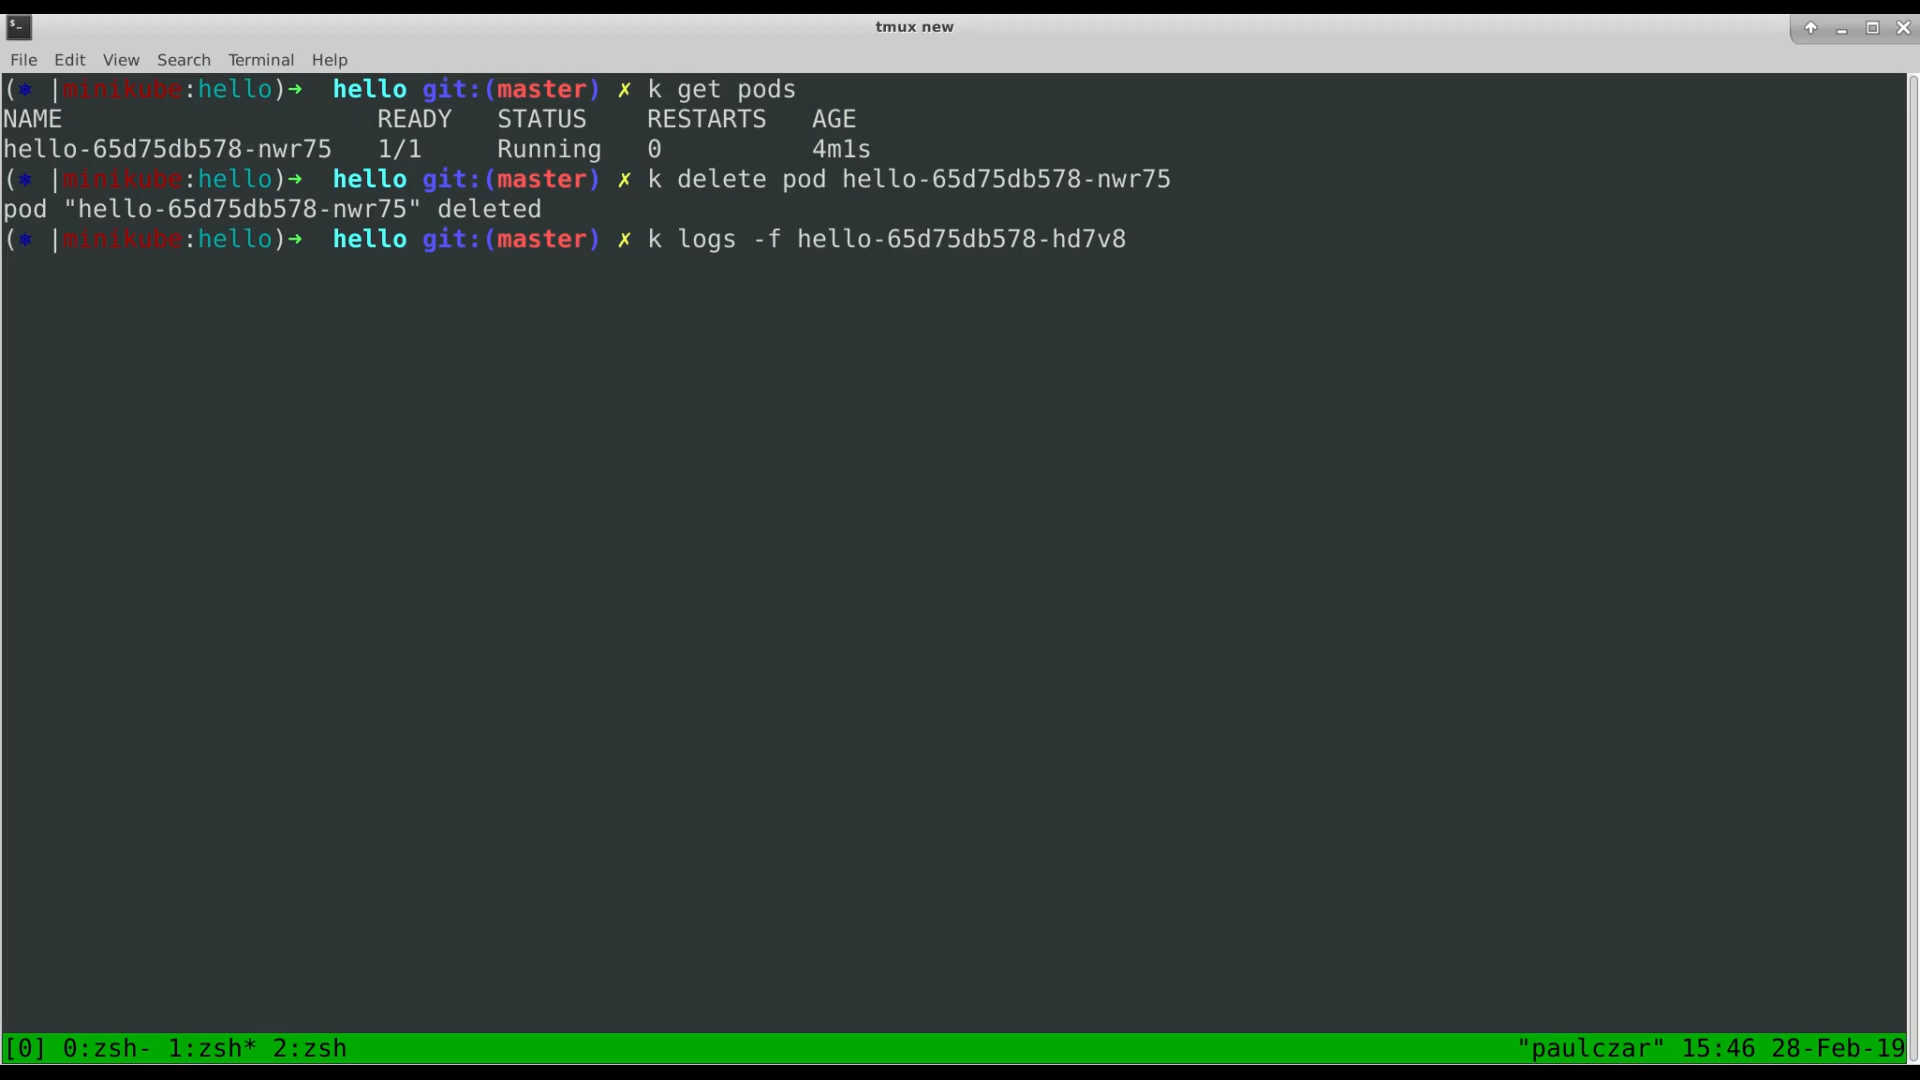 tmux new
File Edit View Search Terminal Help
(⎈ |minikube:hello)➜  hello git:(master) ✗ k get pods
NAME                     READY   STATUS    RESTARTS   AGE
hello-65d75db578-nwr75   1/1     Running   0          4m1s
(⎈ |minikube:hello)➜  hello git:(master) ✗ k delete pod hello-65d75db578-nwr75
pod "hello-65d75db578-nwr75" deleted
(⎈ |minikube:hello)➜  hello git:(master) ✗ k logs -f hello-65d75db578-hd7v8
[0] 0:zsh- 1:zsh* 2:zsh "paulczar" 15:46 28-Feb-19